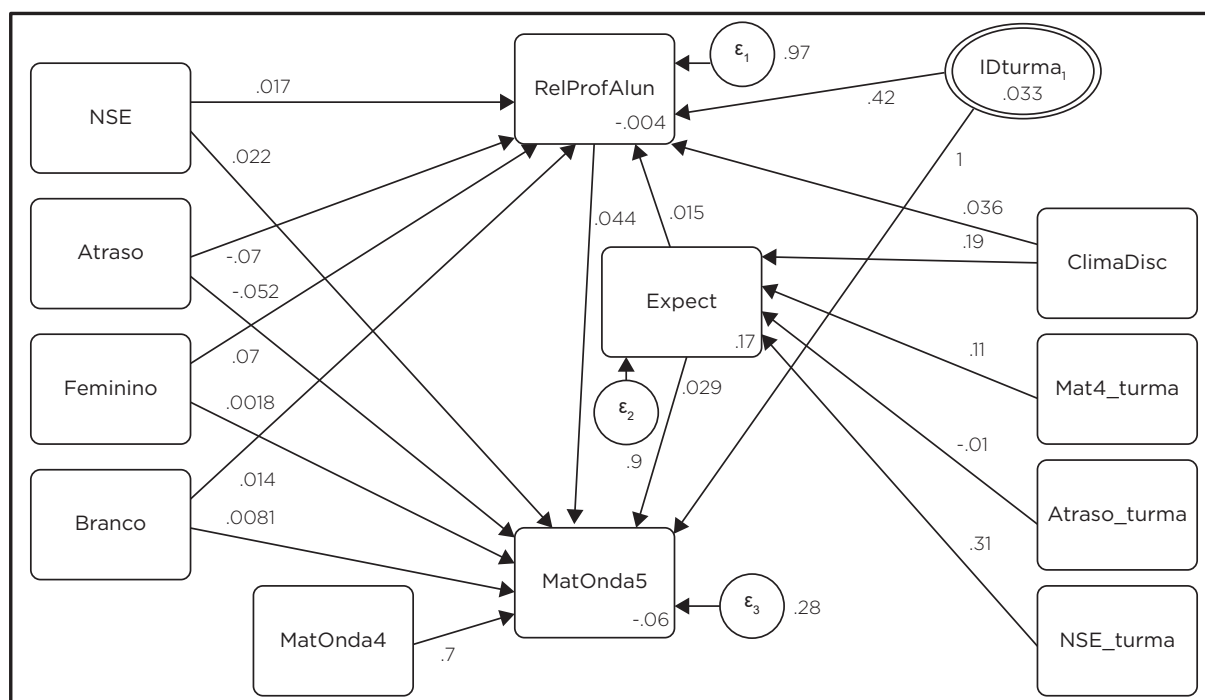 NSE
Atraso
Feminino
Branco
MatOnda4
.017
.022
-.07
-.052
.07
.0018
.014
.0081
.7
RelProfAlun
-.004
ε1
.97
.42
IDturma1
.033
1
.044
.015
.036
.19
Expect
.17
ε2
.9
.029
.11
-.01
.31
MatOnda5
-.06
ε3
.28
ClimaDisc
Mat4_turma
Atraso_turma
NSE_turma